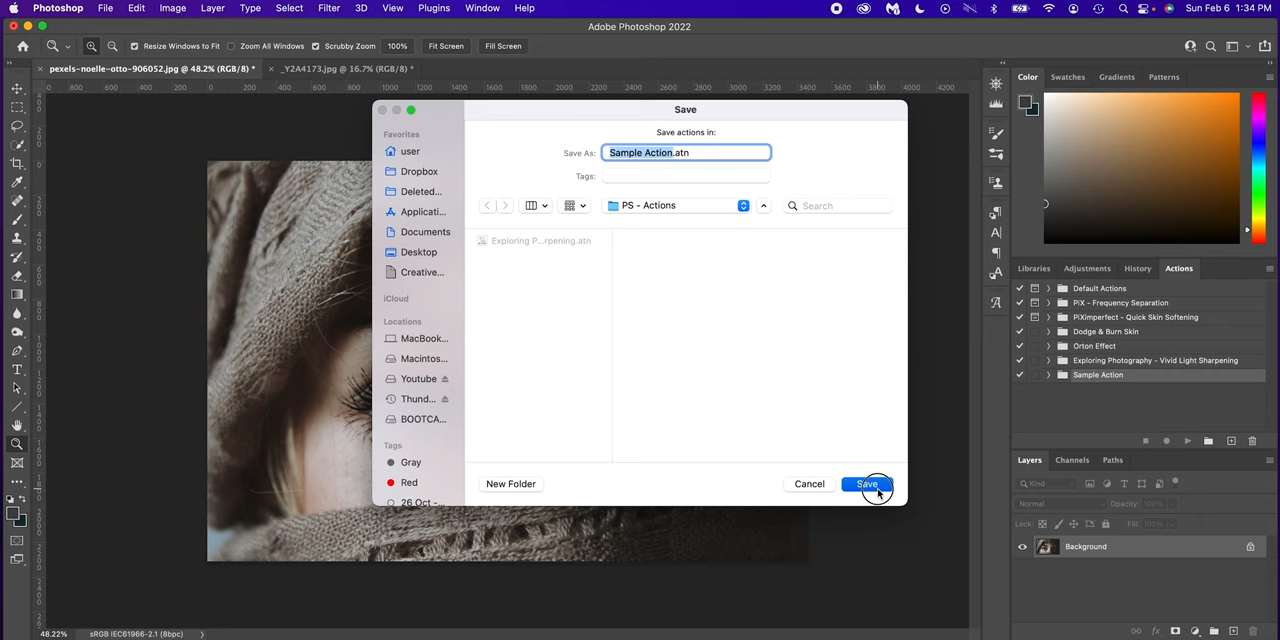 Photoshop File Edit Image Layer Type Select Filter 3D View Plugins Window Help Sun Feb 6 1:34 PM
Adobe Photoshop 2022
Resize Windows to Fit Zoom All Windows Scrubby Zoom 100% Fit Screen Fill Screen
× pexels-noelle-otto-906052.jpg @ 48.2% (RGB/8) * × _Y2A4173.jpg @ 16.7% (RGB/8) *
Save
Save actions in:
Save As: Sample Action.atn
Tags:
PS - Actions
Search
Exploring P...rpening.atn
New Folder
Cancel
Save
Favorites
user
Dropbox
Deleted...
Applicati...
Documents
Desktop
Creative...
iCloud
Locations
MacBook...
Macintos...
Youtube
Thund...
BOOTCA...
Tags
Gray
Red
26 Oct -...
Color Swatches Gradients Patterns
Libraries Adjustments History Actions
Default Actions
PiX - Frequency Separation
PiXimperfect - Quick Skin Softening
Dodge & Burn Skin
Orton Effect
Exploring Photography - Vivid Light Sharpening
Sample Action
Layers Channels Paths
Kind
Normal Opacity: 100%
Lock: Fill: 100%
Background
48.22% sRGB IEC61966-2.1 (8bpc)